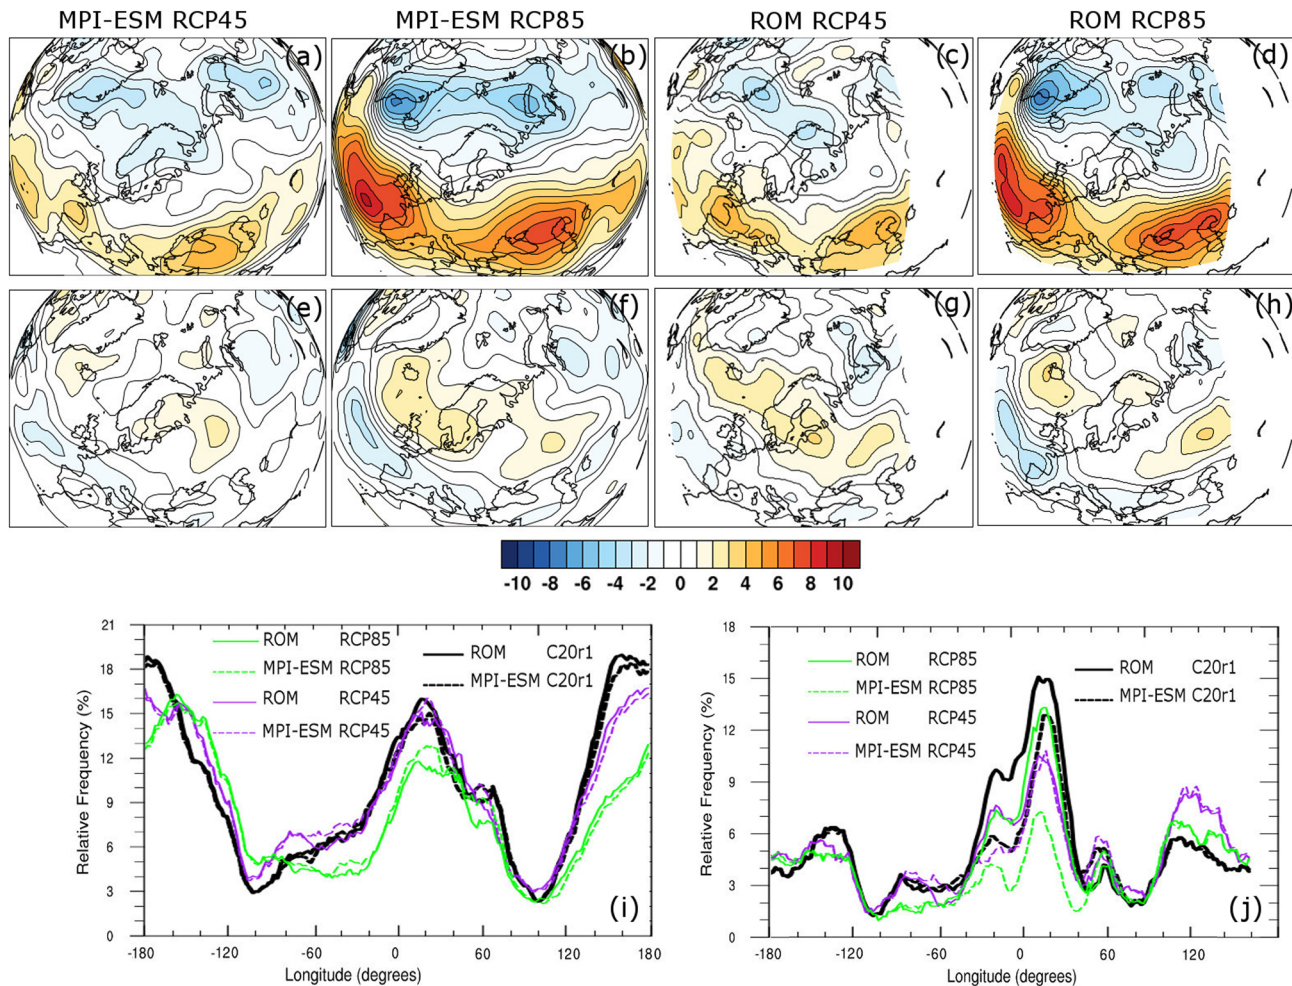 MPI-ESM RCP45 MPI-ESM RCP85 ROM RCP45 ROM RCP85
(a) (b) (c) (d)
(e) (f) (g) (h)
-10 -8 -6 -4 -2 0 2 4 6 8 10
21
18
15
12
9
6
3
0
Relative Frequency (%)
ROM RCP85
MPI-ESM RCP85
ROM RCP45
MPI-ESM RCP45
ROM C20r1
MPI-ESM C20r1
(i)
-180 -120 -60 0 60 120 180
Longitude (degrees)
18
15
12
9
6
3
0
Relative Frequency (%)
ROM RCP85
MPI-ESM RCP85
ROM RCP45
MPI-ESM RCP45
ROM C20r1
MPI-ESM C20r1
(j)
-180 -120 -60 0 60 120
Longitude (degrees)